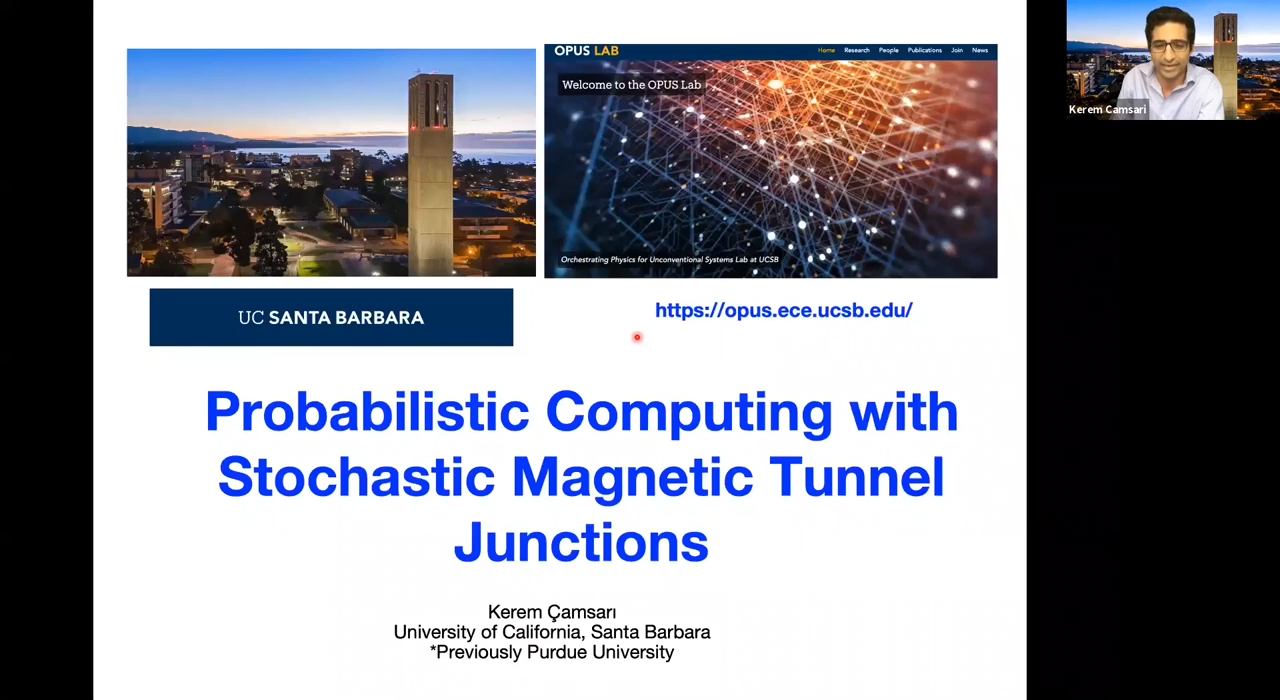 OPUS LAB
Home Research People Publications Join News
Welcome to the OPUS Lab
Orchestrating Physics for Unconventional Systems Lab at UCSB
Kerem Camsari
UC SANTA BARBARA
https://opus.ece.ucsb.edu/
Probabilistic Computing with
Stochastic Magnetic Tunnel
Junctions
Kerem Çamsarı
University of California, Santa Barbara
*Previously Purdue University